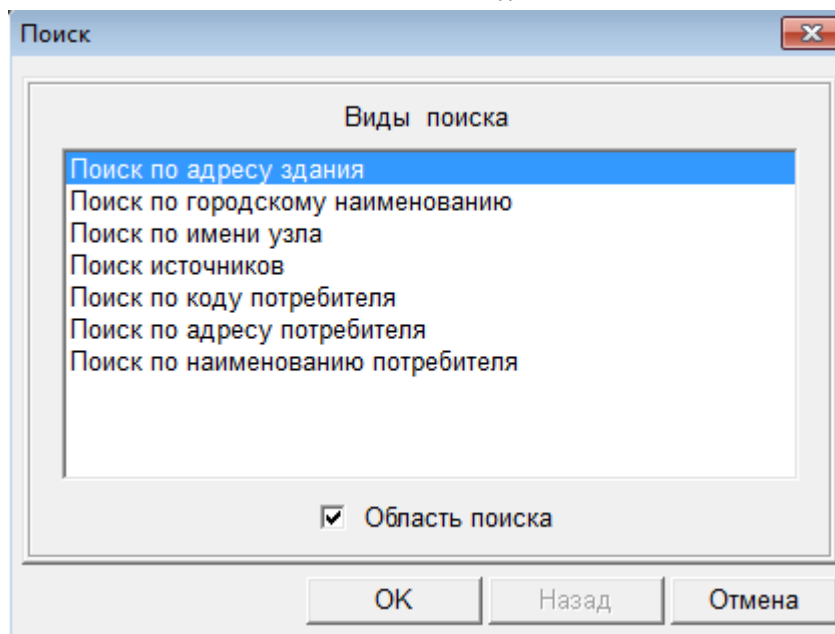 Поиск
Виды поиска
Поиск по адресу здания
Поиск по городскому наименованию
Поиск по имени узла
Поиск источников
Поиск по коду потребителя
Поиск по адресу потребителя
Поиск по наименованию потребителя
Область поиска
OK
Назад
Отмена